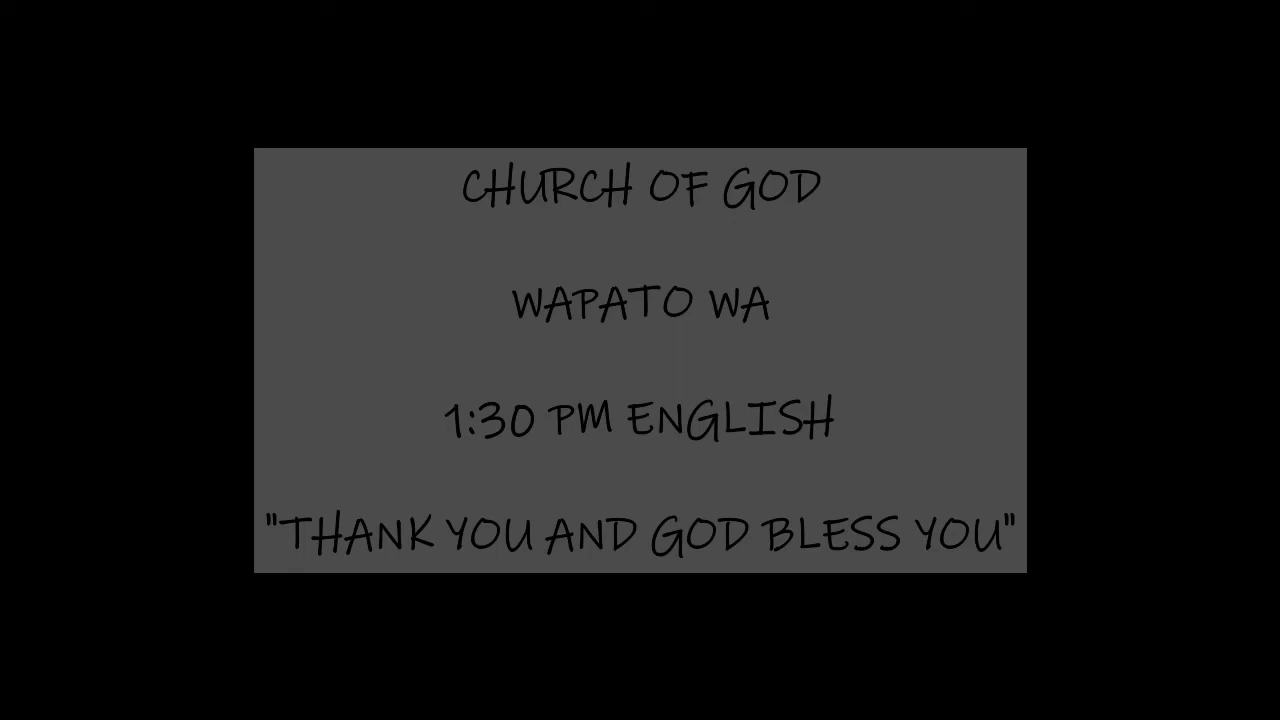 CHURCH OF GOD
WAPATO WA
1:30 PM ENGLISH
"THANK YOU AND GOD BLESS YOU"